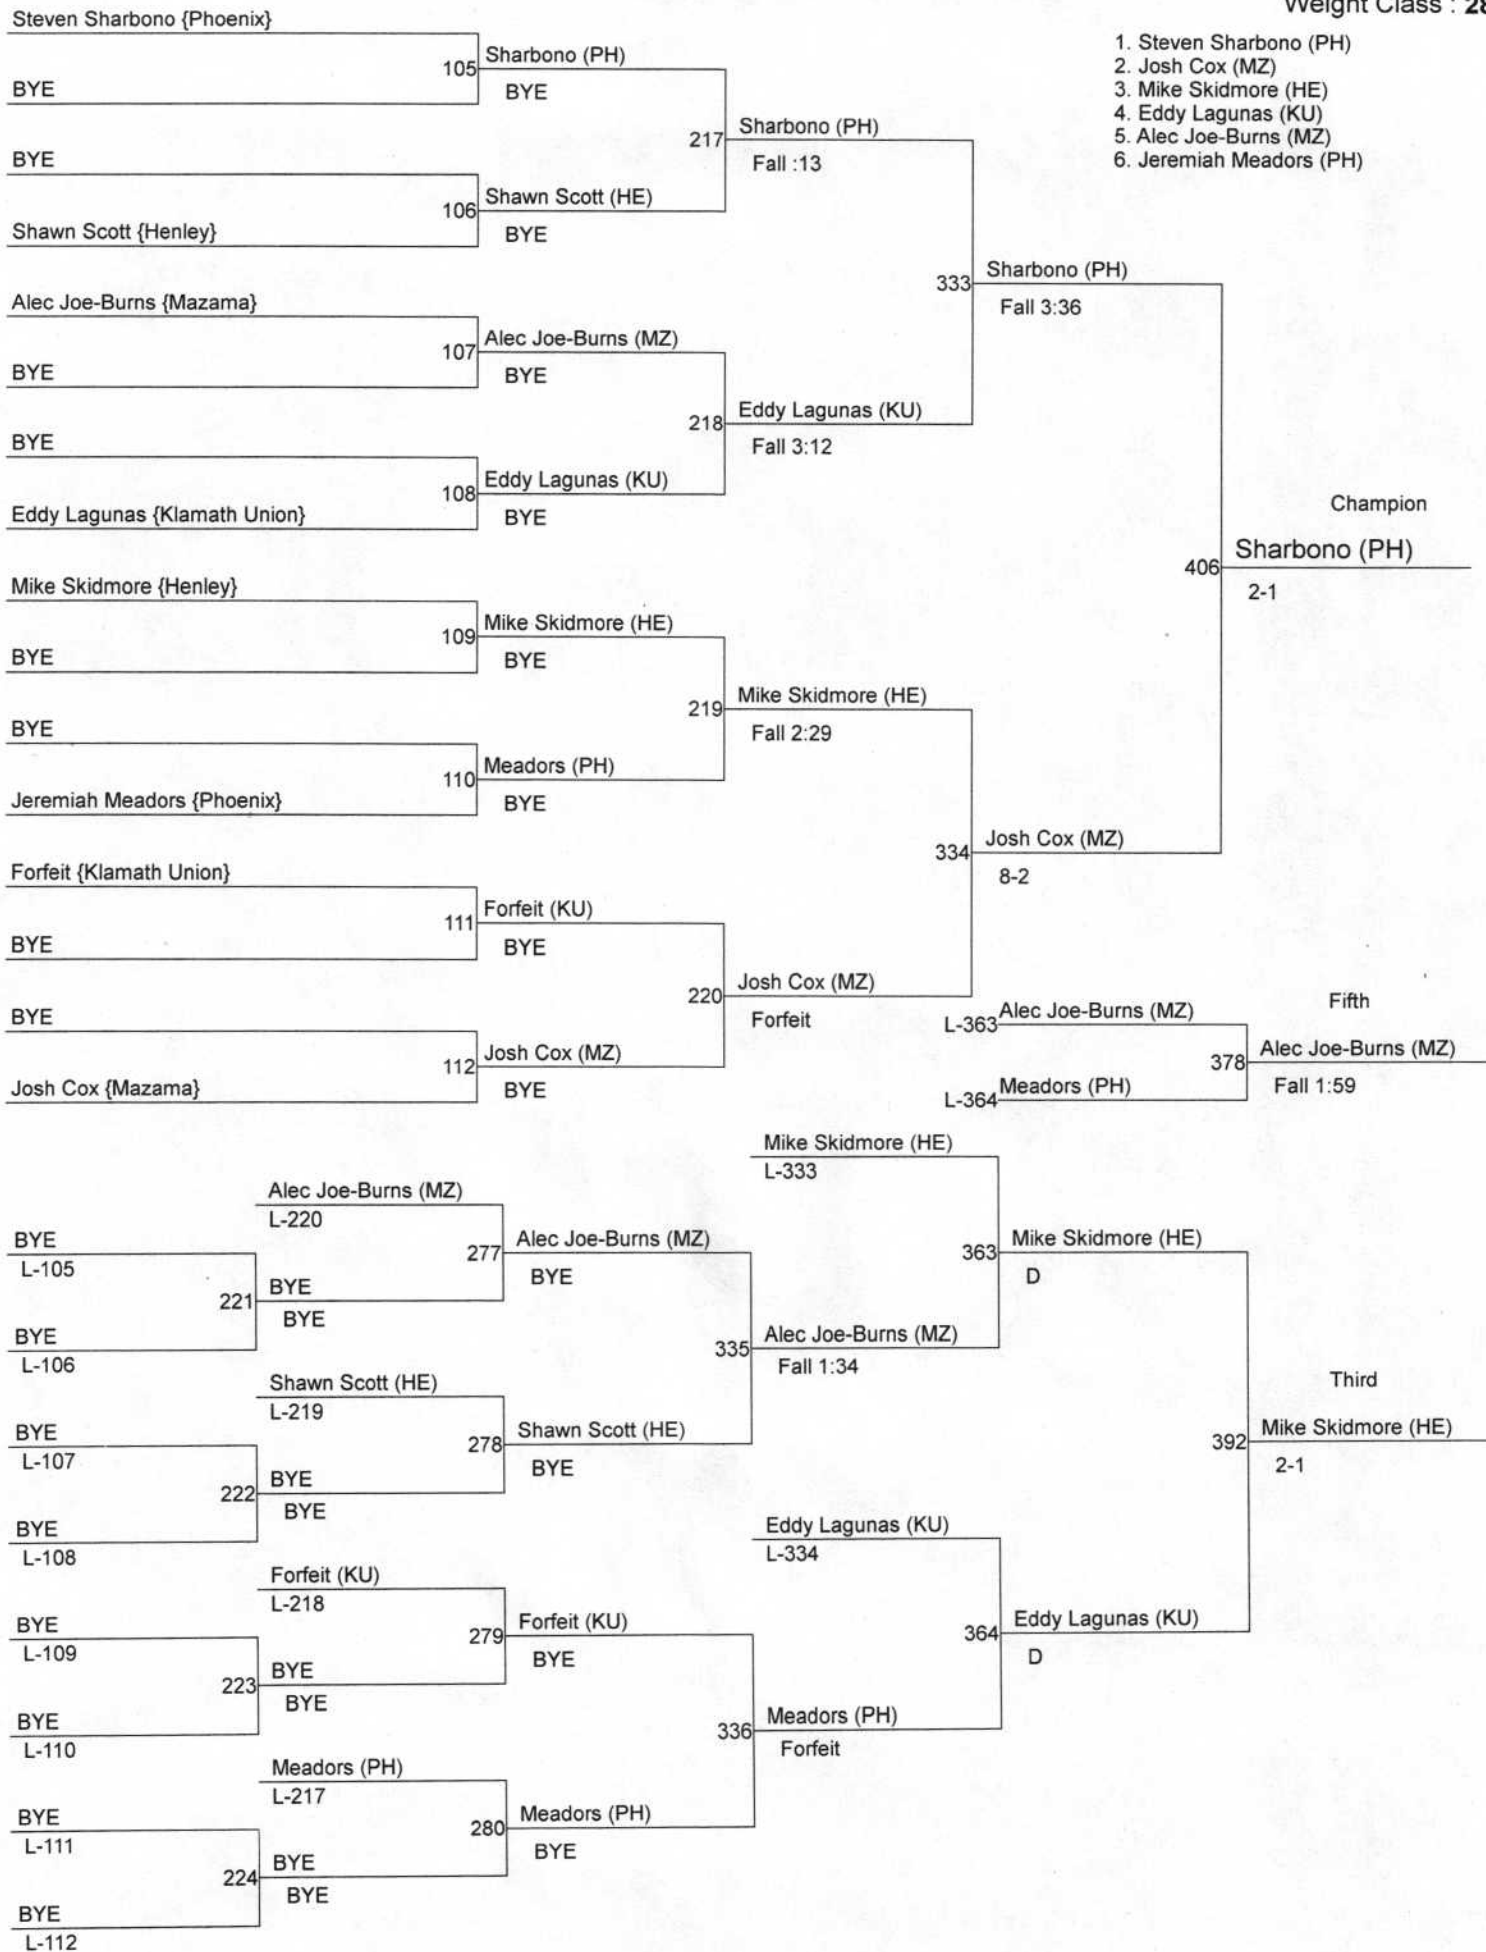 Weight Class : 28
1. Steven Sharbono (PH)
2. Josh Cox (MZ)
3. Mike Skidmore (HE)
4. Eddy Lagunas (KU)
5. Alec Joe-Burns (MZ)
6. Jeremiah Meadors (PH)
Steven Sharbono {Phoenix}
105
Sharbono (PH)
BYE
BYE
217
Sharbono (PH)
Fall :13
BYE
106
Shawn Scott (HE)
BYE
Shawn Scott {Henley}
333
Sharbono (PH)
Fall 3:36
Alec Joe-Burns {Mazama}
107
Alec Joe-Burns (MZ)
BYE
BYE
218
Eddy Lagunas (KU)
Fall 3:12
BYE
108
Eddy Lagunas (KU)
BYE
Eddy Lagunas {Klamath Union}
Champion
406
Sharbono (PH)
2-1
Mike Skidmore {Henley}
109
Mike Skidmore (HE)
BYE
BYE
219
Mike Skidmore (HE)
Fall 2:29
BYE
110
Meadors (PH)
BYE
Jeremiah Meadors {Phoenix}
334
Josh Cox (MZ)
8-2
Forfeit {Klamath Union}
111
Forfeit (KU)
BYE
BYE
220
Josh Cox (MZ)
Forfeit
BYE
112
Josh Cox (MZ)
BYE
Josh Cox {Mazama}
L-363
Alec Joe-Burns (MZ)
Fifth
378
Alec Joe-Burns (MZ)
Fall 1:59
L-364
Meadors (PH)
Mike Skidmore (HE)
L-333
Alec Joe-Burns (MZ)
L-220
277
Alec Joe-Burns (MZ)
BYE
BYE
L-105
221
BYE
BYE
BYE
L-106
363
Mike Skidmore (HE)
D
335
Alec Joe-Burns (MZ)
Fall 1:34
Shawn Scott (HE)
L-219
278
Shawn Scott (HE)
BYE
BYE
L-107
222
BYE
BYE
BYE
L-108
Third
392
Mike Skidmore (HE)
2-1
Eddy Lagunas (KU)
L-334
Forfeit (KU)
L-218
279
Forfeit (KU)
BYE
BYE
L-109
223
BYE
BYE
BYE
L-110
364
Eddy Lagunas (KU)
D
336
Meadors (PH)
Forfeit
Meadors (PH)
L-217
280
Meadors (PH)
BYE
BYE
L-111
224
BYE
BYE
BYE
L-112